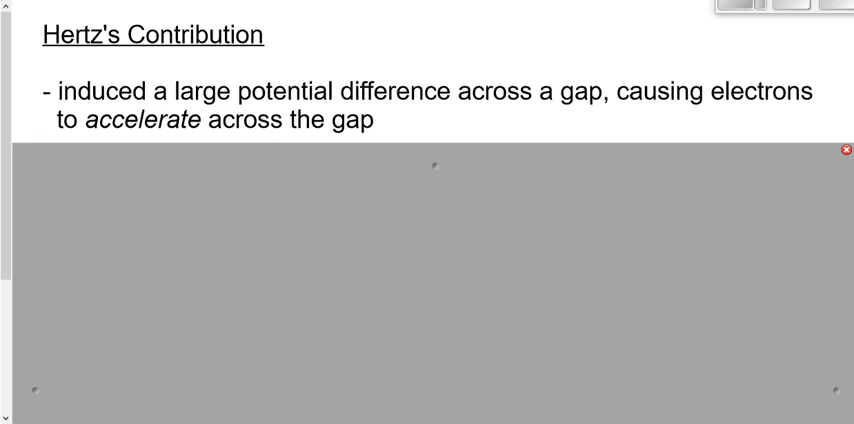 Hertz's Contribution
- induced a large potential difference across a gap, causing electrons
to accelerate across the gap